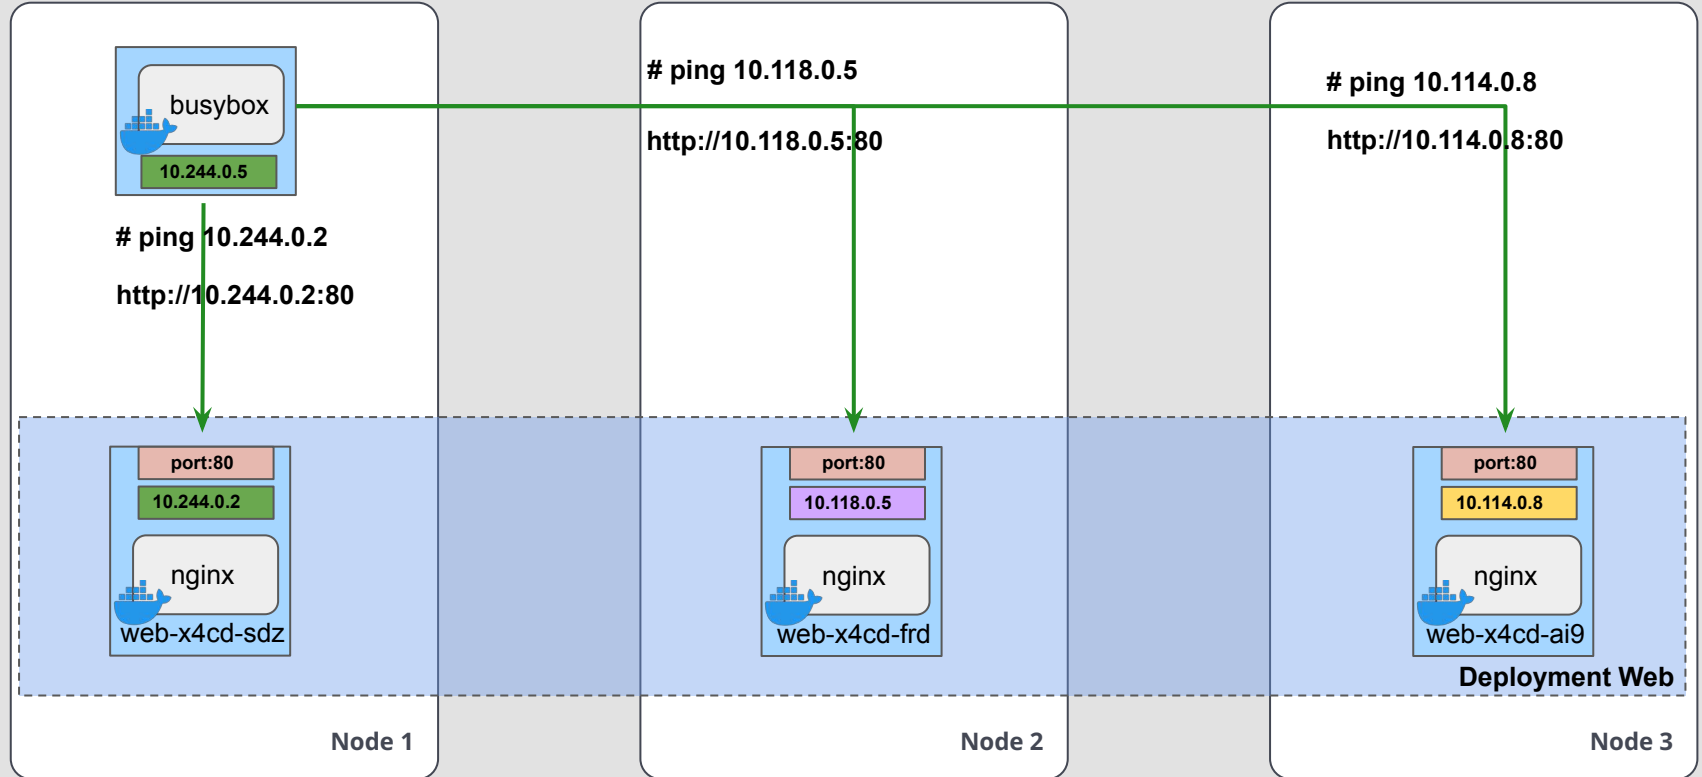 busybox
10.244.0.5
# ping 10.244.0.2
http://10.244.0.2:80
# ping 10.118.0.5
http://10.118.0.5:80
# ping 10.114.0.8
http://10.114.0.8:80
port:80
10.244.0.2
nginx
web-x4cd-sdz
port:80
10.118.0.5
nginx
web-x4cd-frd
port:80
10.114.0.8
nginx
web-x4cd-ai9
Deployment Web
Node 1
Node 2
Node 3